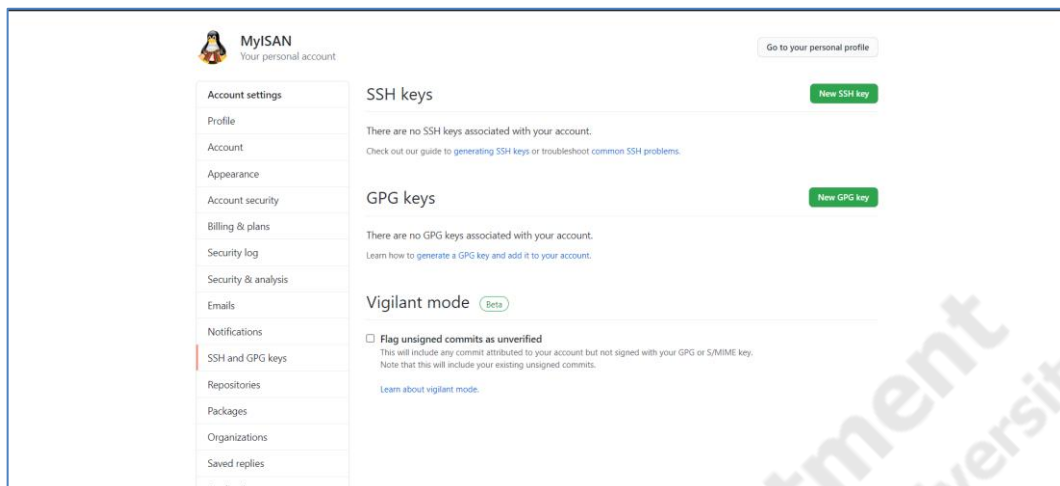 MyISAN
Your personal account
Go to your personal profile
Account settings
Profile
Account
Appearance
Account security
Billing & plans
Security log
Security & analysis
Emails
Notifications
SSH and GPG keys
Repositories
Packages
Organizations
Saved replies
SSH keys
New SSH key
There are no SSH keys associated with your account.
Check out our guide to generating SSH keys or troubleshoot common SSH problems.
GPG keys
New GPG key
There are no GPG keys associated with your account.
Learn how to generate a GPG key and add it to your account.
Vigilant mode Beta
Flag unsigned commits as unverified
This will include any commit attributed to your account but not signed with your GPG or S/MIME key.
Note that this will include your existing unsigned commits.
Learn about vigilant mode.